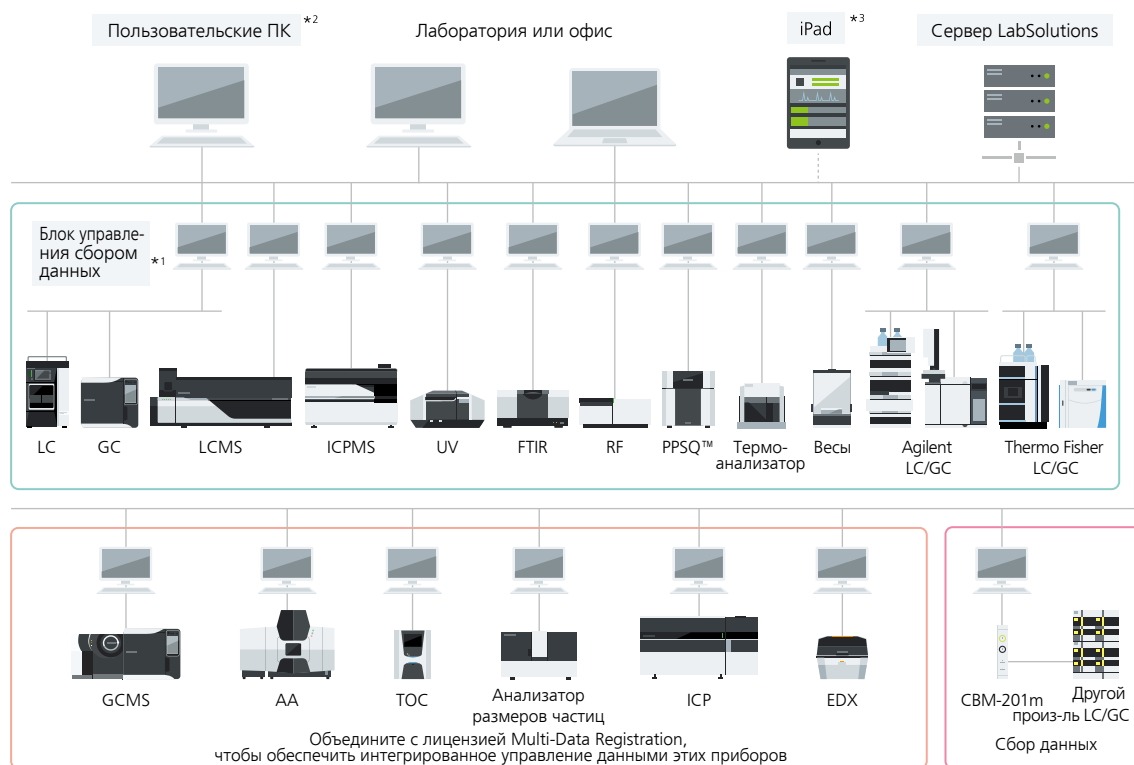 Пользовательские ПК *2
Лаборатория или офис
iPad *3
Сервер LabSolutions
Блок управле-
ния сбором
данных *1
LC
GC
LCMS
ICPMS
UV
FTIR
RF
PPSQ™
Термо-
анализатор
Весы
Agilent
LC/GC
Thermo Fisher
LC/GC
GCMS
AA
TOC
Анализатор
размеров частиц
ICP
EDX
Объедините с лицензией Multi-Data Registration,
чтобы обеспечить интегрированное управление данными этих приборов
CBM-201m
Другой
произ-ль LC/GC
Сбор данных